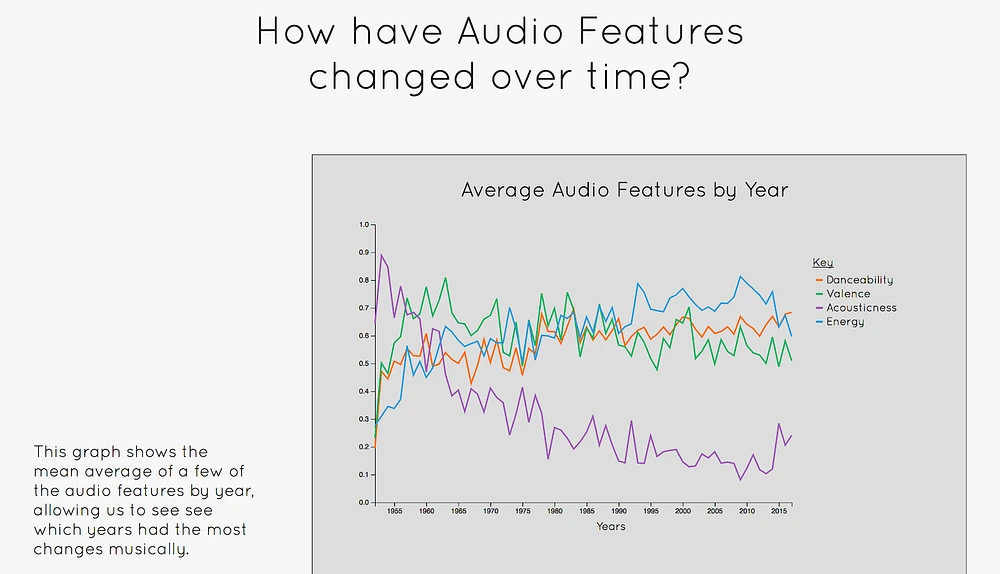 How have Audio Features
changed over time?
Average Audio Features by Year
1.0
0.9
0.8
0.7
0.6
0.5
0.4
0.3
0.2
0.1
0.0
1955 1960 1965 1970 1975 1980 1985 1990 1995 2000 2005 2010 2015
Years
Key
Danceability
Valence
Acousticness
Energy
This graph shows the
mean average of a few of
the audio features by year,
allowing us to see see
which years had the most
changes musically.